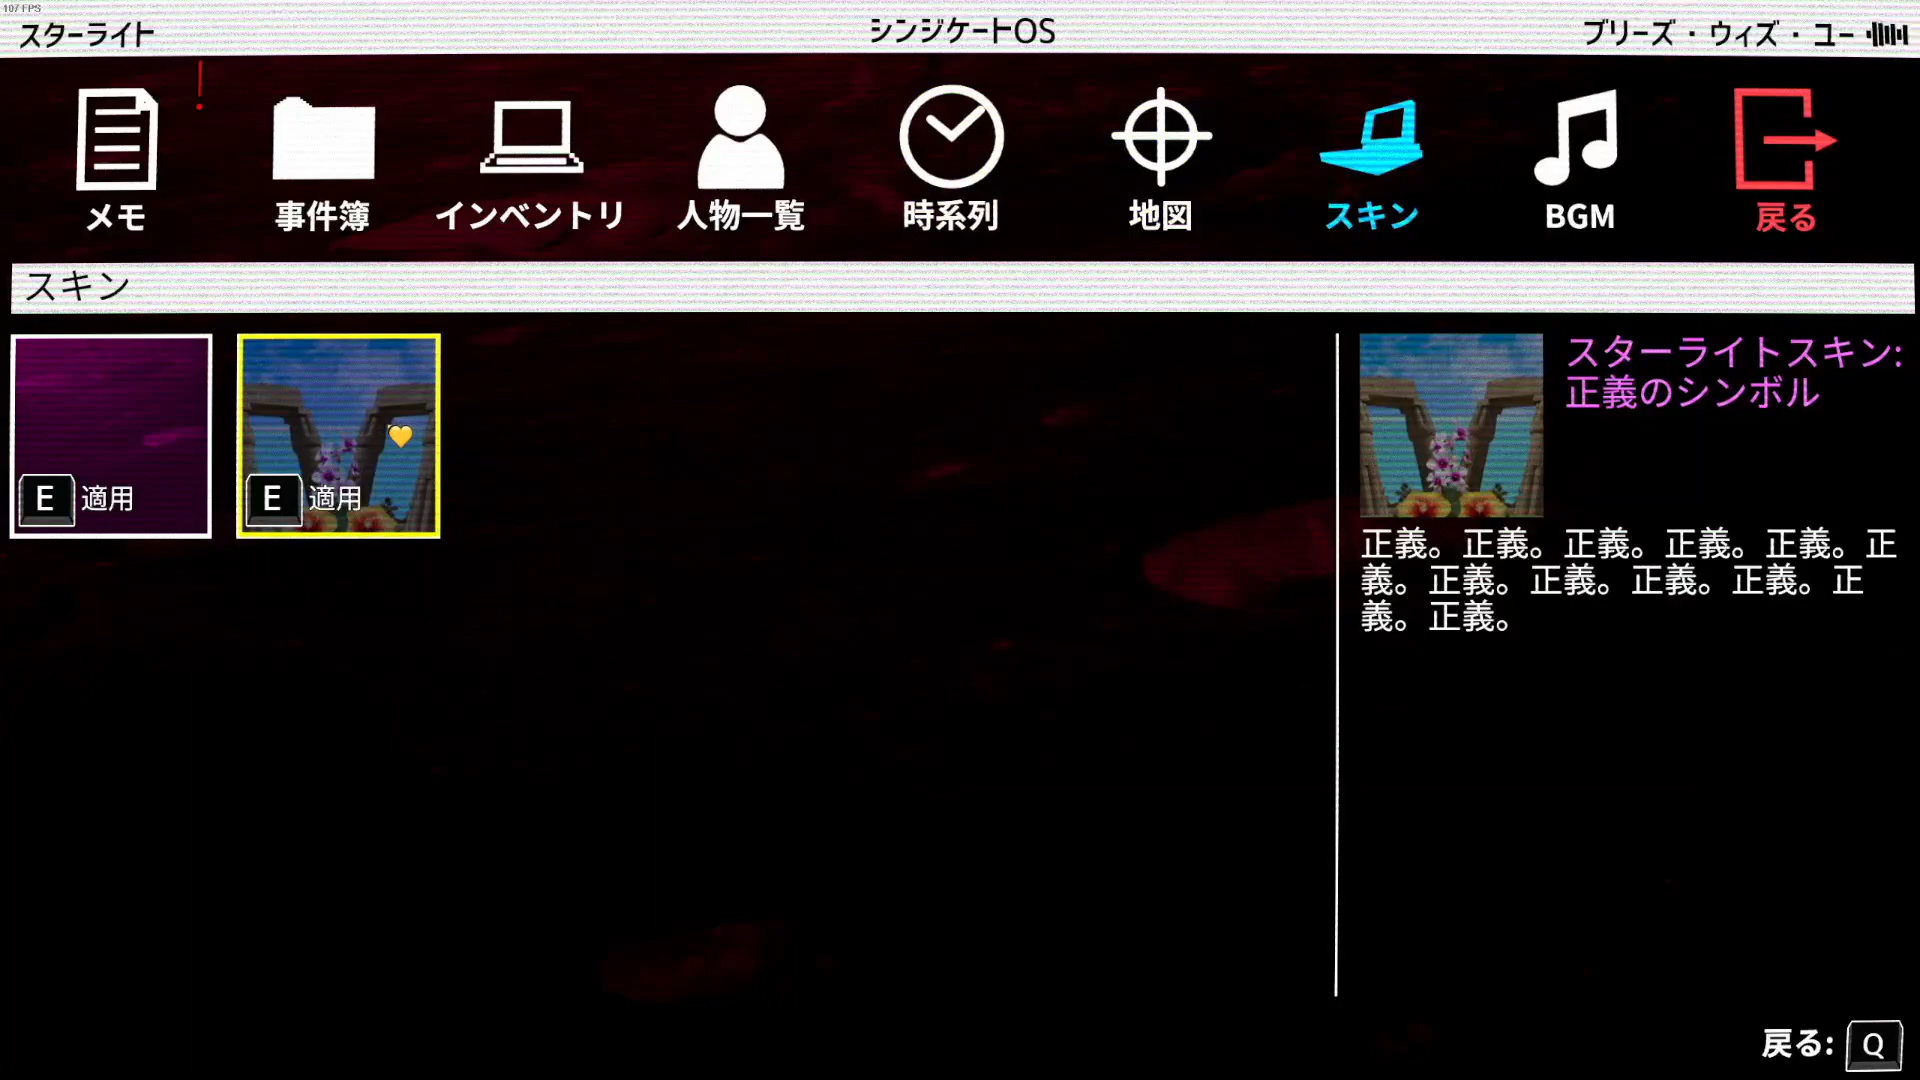 107 FPS
スターライト
シンジケートOS
ブリーズ・ウィズ・ユー
!
メモ
事件簿
インベントリ
人物一覧
時系列
地図
スキン
BGM
戻る
スキン
E 適用
E 適用
スターライトスキン:
正義のシンボル
正義。正義。正義。正義。正義。正
義。正義。正義。正義。正義。正
義。正義。
戻る: Q